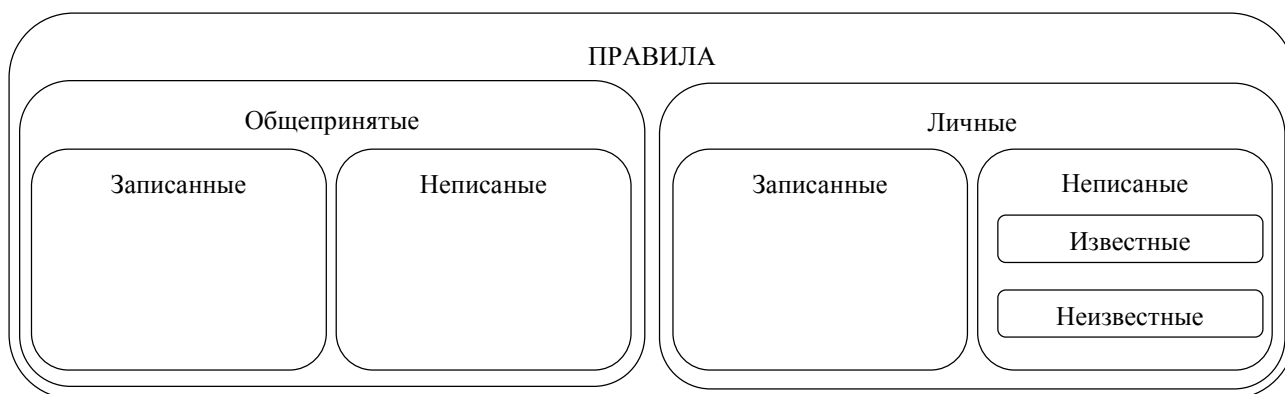 ПРАВИЛА
Общепринятые
Записанные
Неписаные
Личные
Записанные
Неписаные
Известные
Неизвестные